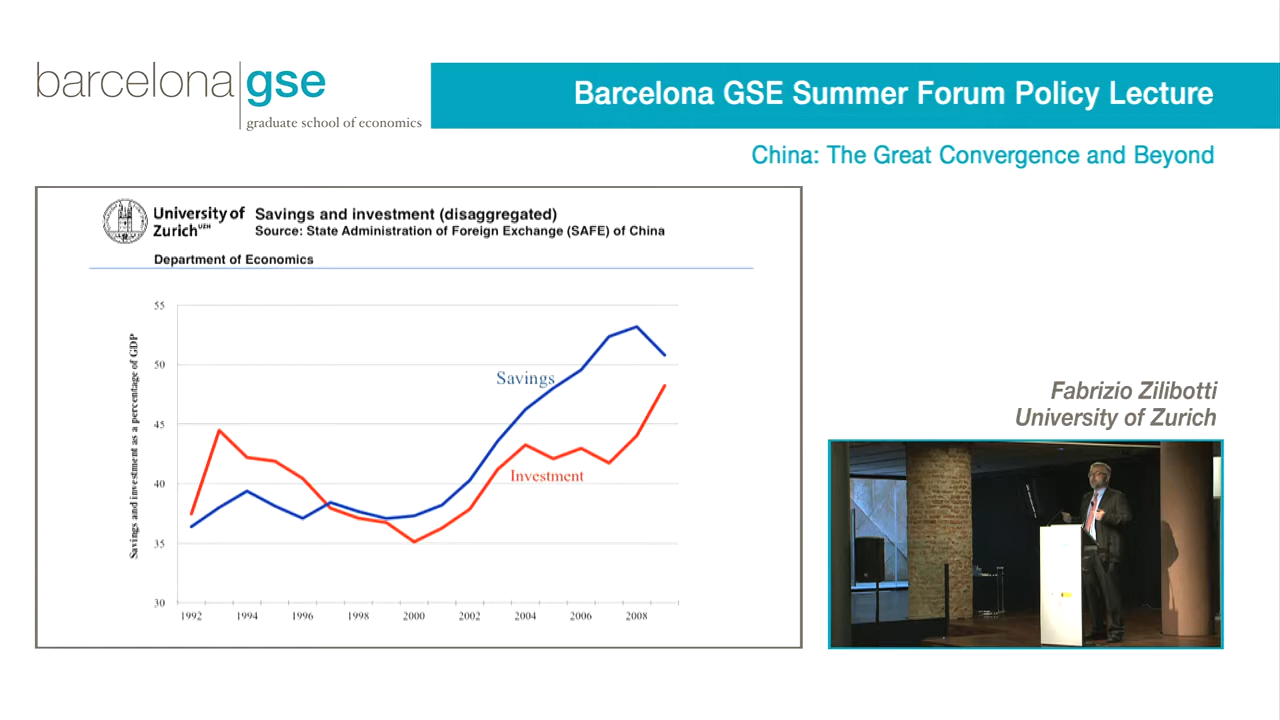 barcelona gse
graduate school of economics
Barcelona GSE Summer Forum Policy Lecture
China: The Great Convergence and Beyond
University of
Zurich UZH
Savings and investment (disaggregated)
Source: State Administration of Foreign Exchange (SAFE) of China
Department of Economics
Savings and investment as a percentage of GDP
55
50
45
40
35
30
Savings
Investment
1992 1994 1996 1998 2000 2002 2004 2006 2008
Fabrizio Zilibotti
University of Zurich